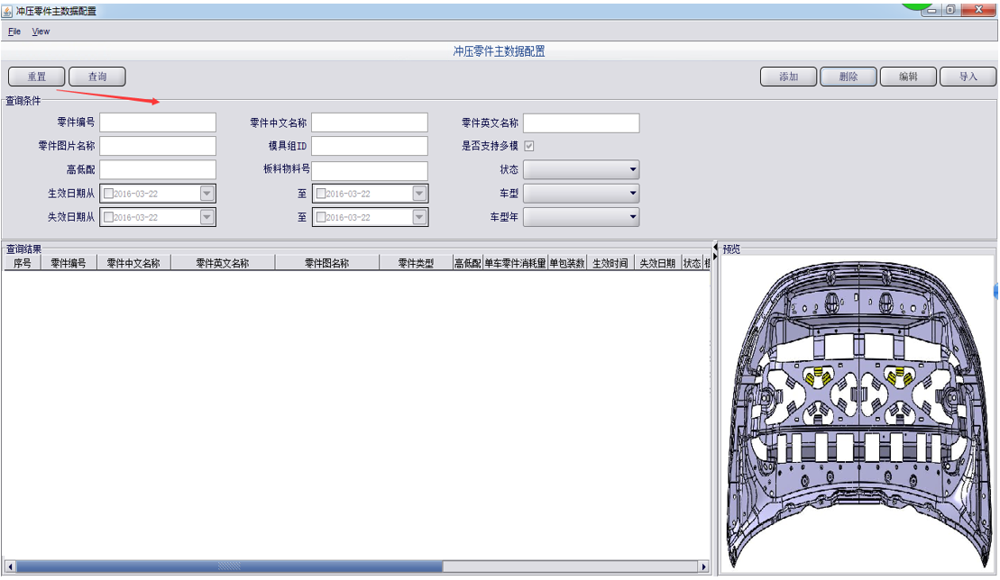 冲压零件主数据配置
File View
冲压零件主数据配置
重置 查询 添加 删除 编辑 导入
查询条件
零件编号 零件中文名称 零件英文名称
零件图片名称 模具组ID 是否支持多模
高低配 板料物料号 状态
生效日期从 2016-03-22 至 2016-03-22 车型
失效日期从 2016-03-22 至 2016-03-22 车型年
查询结果 预览
序号 零件编号 零件中文名称 零件英文名称 零件图名称 零件类型 高低配 单车零件消耗量 单包装数 生效时间 失效日期 状态